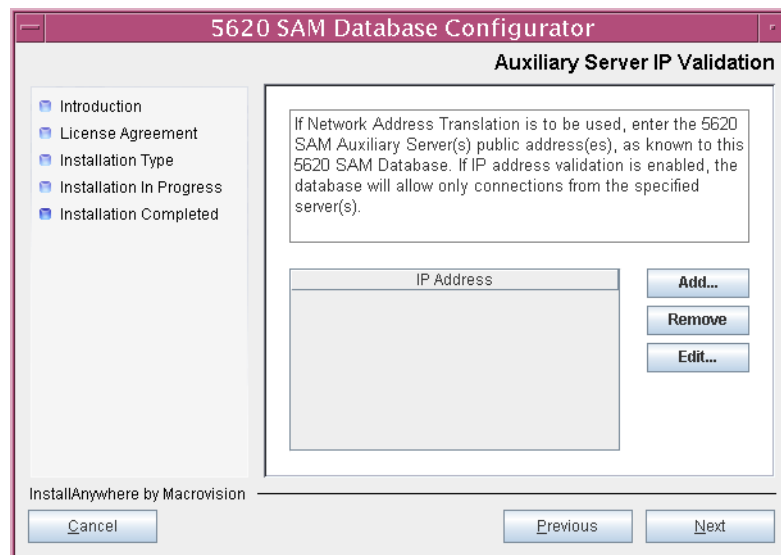 5620 SAM Database Configurator
Auxiliary Server IP Validation
Introduction
License Agreement
Installation Type
Installation In Progress
Installation Completed
If Network Address Translation is to be used, enter the 5620
SAM Auxiliary Server(s) public address(es), as known to this
5620 SAM Database. If IP address validation is enabled, the
database will allow only connections from the specified
server(s).
IP Address
Add...
Remove
Edit...
InstallAnywhere by Macrovision
Cancel
Previous
Next